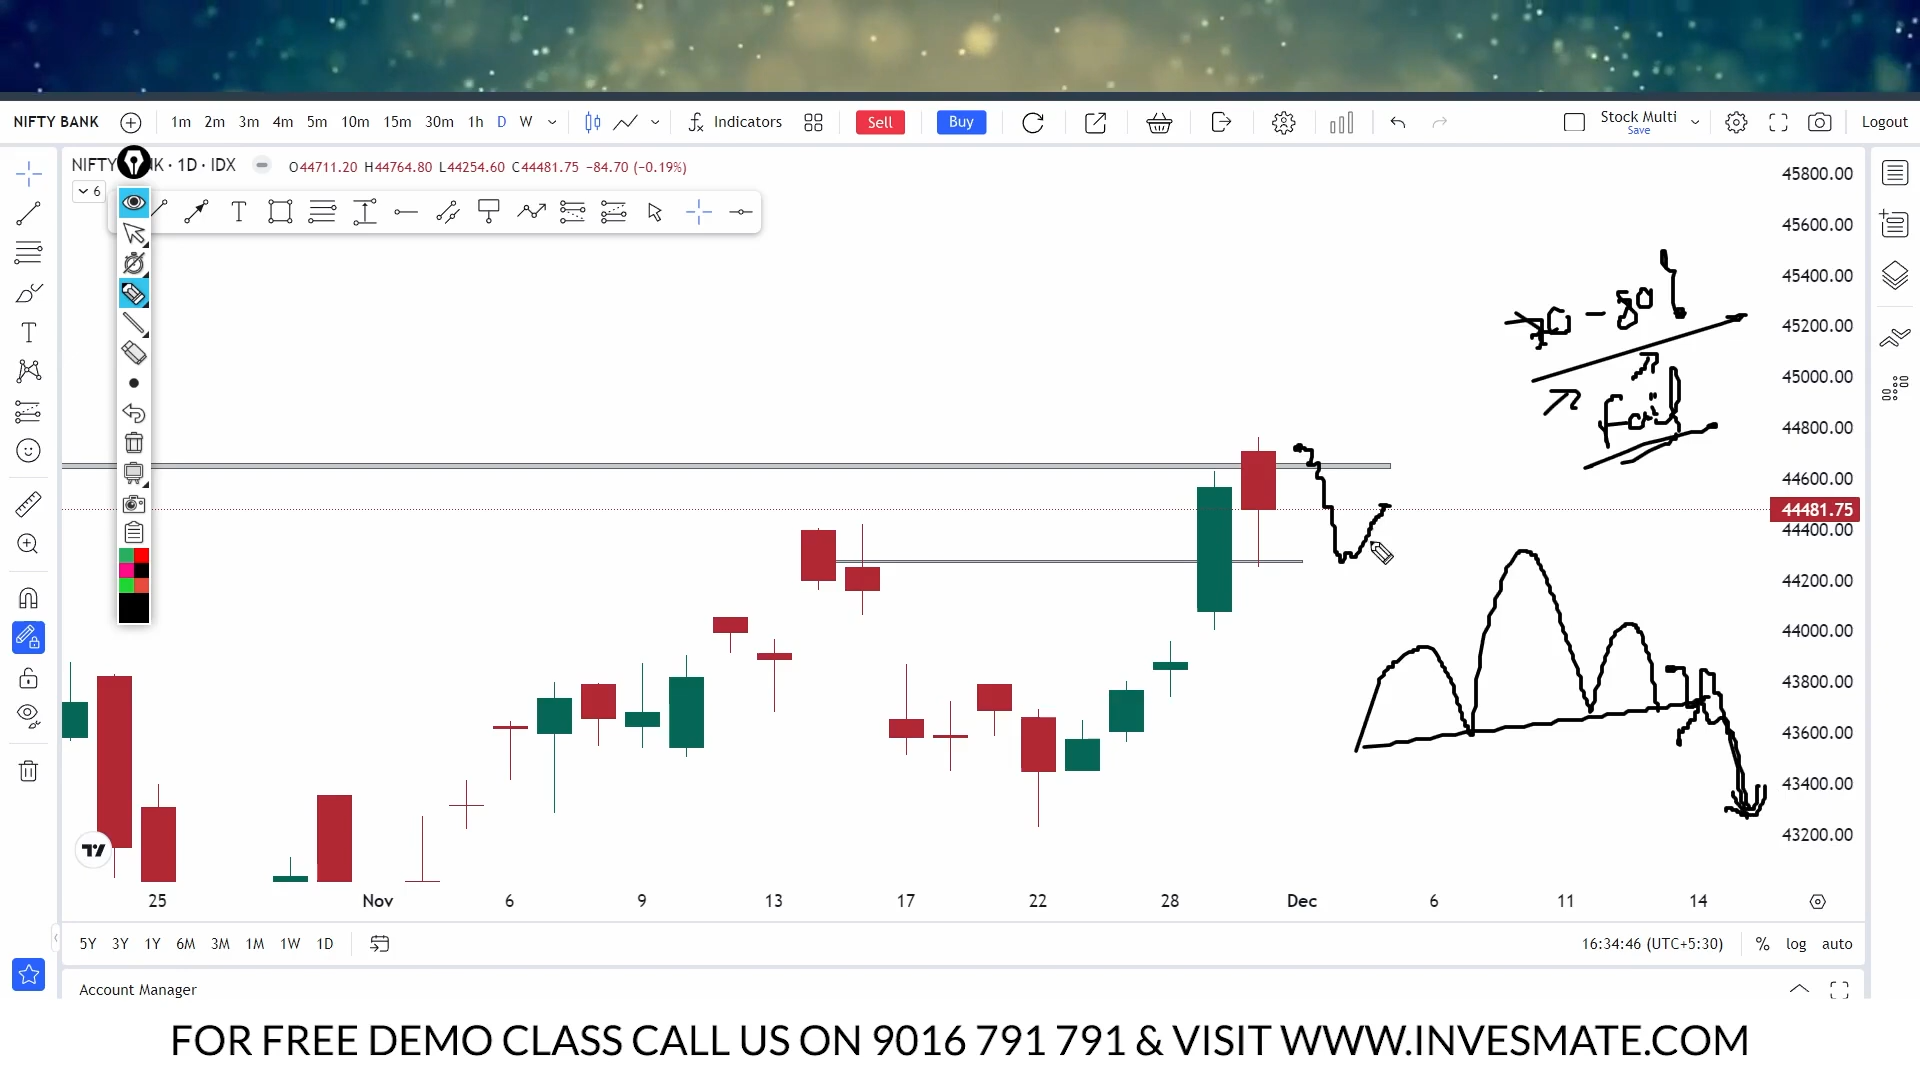 NIFTY BANK 1m 2m 3m 4m 5m 10m 15m 30m 1h D W Indicators Sell Buy Stock Multi Save Logout
NIFTY K · 1D · IDX O44711.20 H44764.80 L44254.60 C44481.75 −84.70 (−0.19%)
6
45800.00
45600.00
45400.00
45200.00
45000.00
44800.00
44600.00
44481.75
44400.00
44200.00
44000.00
43800.00
43600.00
43400.00
43200.00
70 - 80
Fail
25 Nov 6 9 13 17 22 28 Dec 6 11 14
5Y 3Y 1Y 6M 3M 1M 1W 1D 16:34:46 (UTC+5:30) % log auto
Account Manager
FOR FREE DEMO CLASS CALL US ON 9016 791 791 & VISIT WWW.INVESMATE.COM